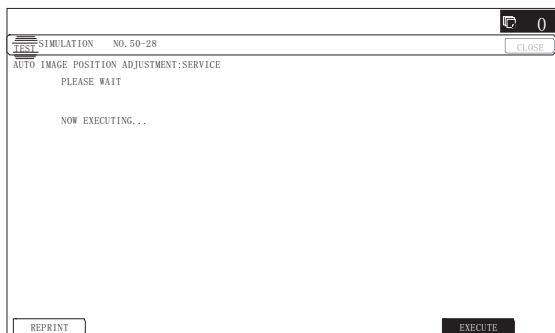 0
TEST SIMULATION NO. 50-28
CLOSE
AUTO IMAGE POSITION ADJUSTMENT:SERVICE
PLEASE WAIT
NOW EXECUTING...
REPRINT EXECUTE